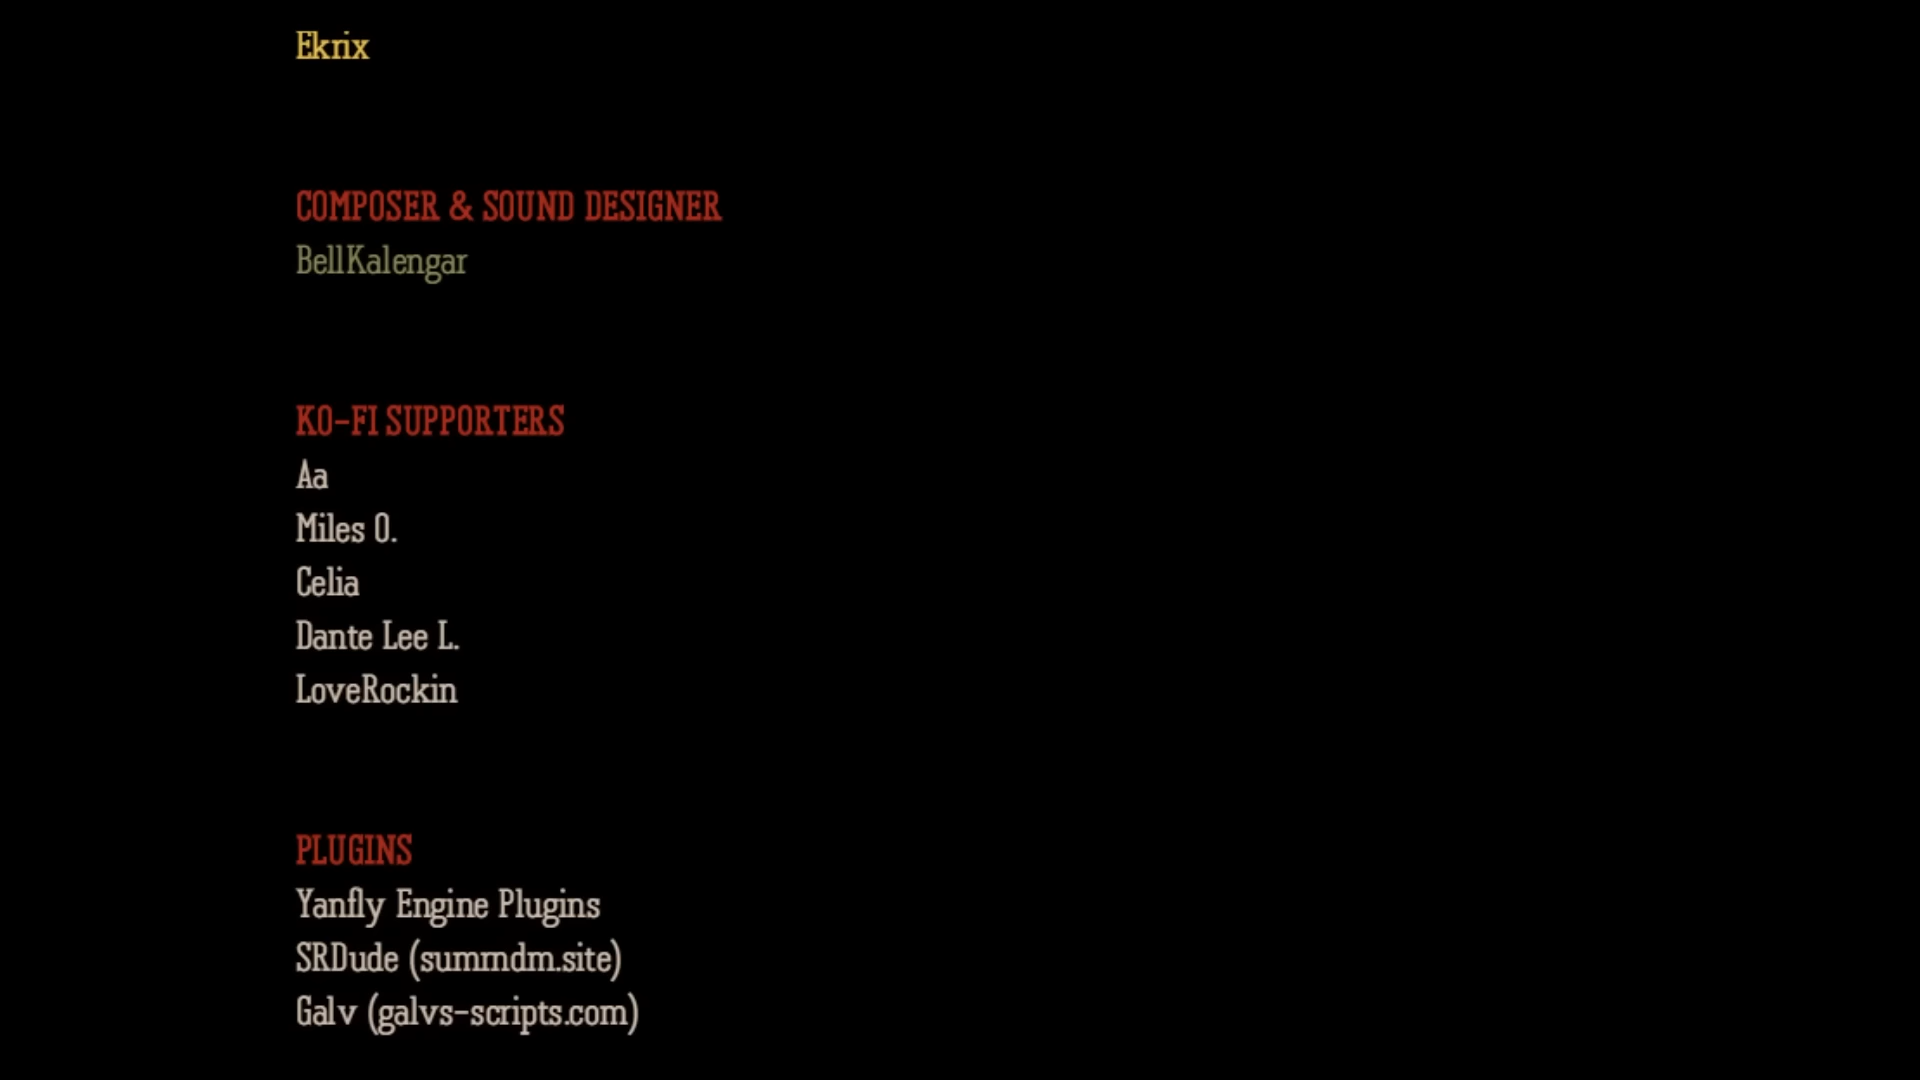 Ekrix
COMPOSER & SOUND DESIGNER
BellKalengar
KO-FI SUPPORTERS
Aa
Miles O.
Celia
Dante Lee L.
LoveRockin
PLUGINS
Yanfly Engine Plugins
SRDude (sumrndm.site)
Galv (galvs-scripts.com)